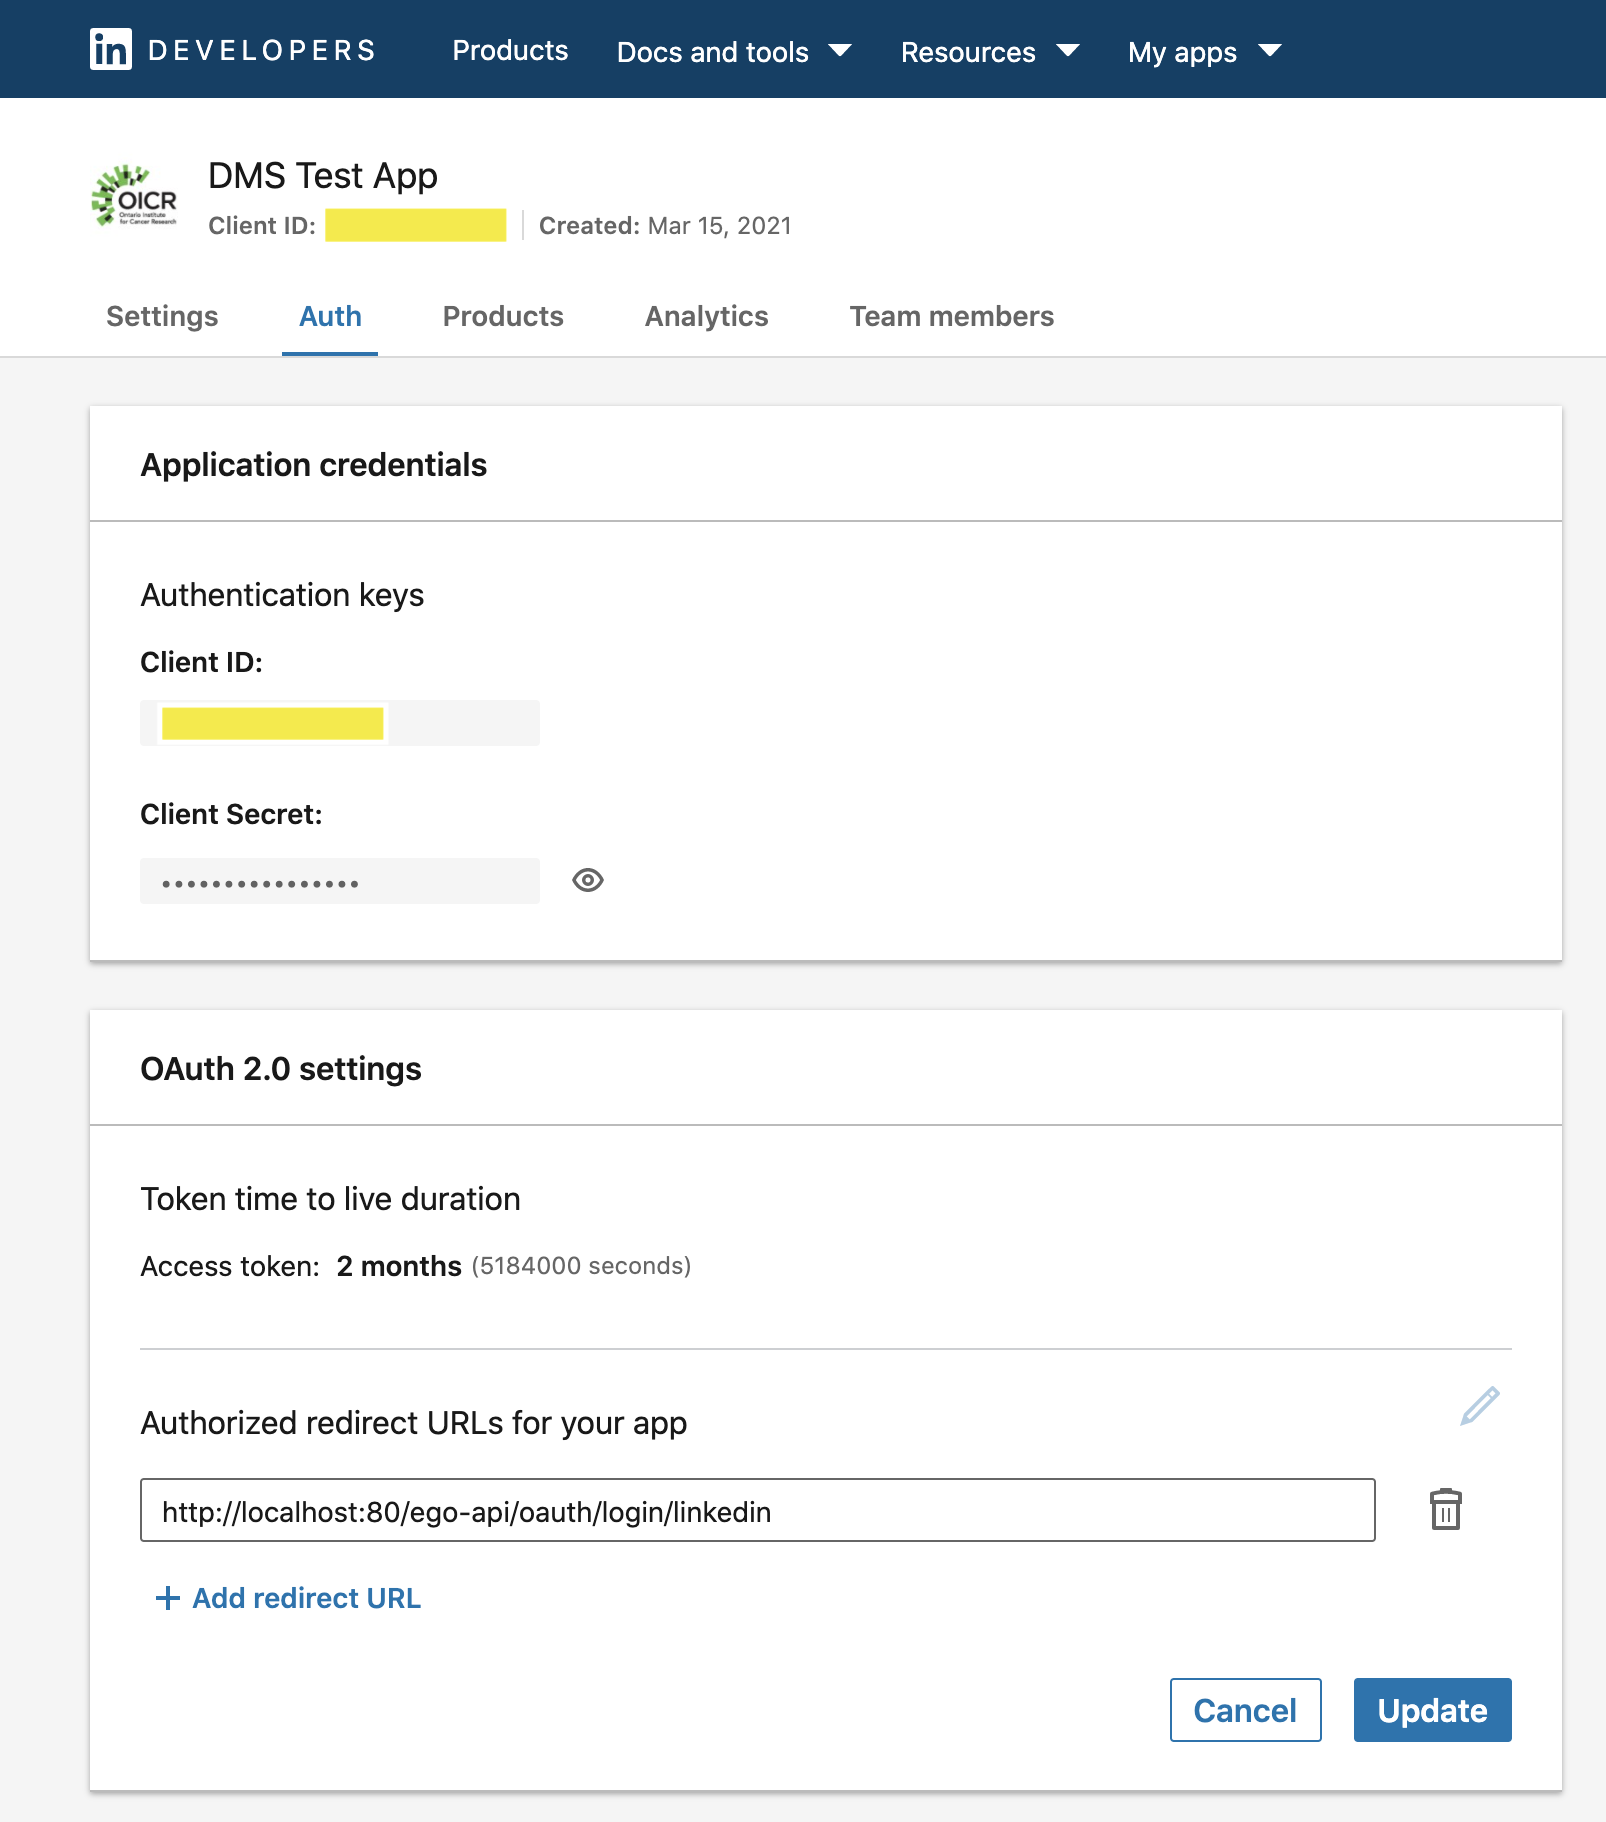 in DEVELOPERS Products Docs and tools Resources My apps
OICR
Ontario Institute
for Cancer Research
DMS Test App
Client ID: Created: Mar 15, 2021
Settings Auth Products Analytics Team members
Application credentials
Authentication keys
Client ID:
Client Secret:
••••••••••••••••
OAuth 2.0 settings
Token time to live duration
Access token: 2 months (5184000 seconds)
Authorized redirect URLs for your app
http://localhost:80/ego-api/oauth/login/linkedin
+ Add redirect URL
Cancel Update